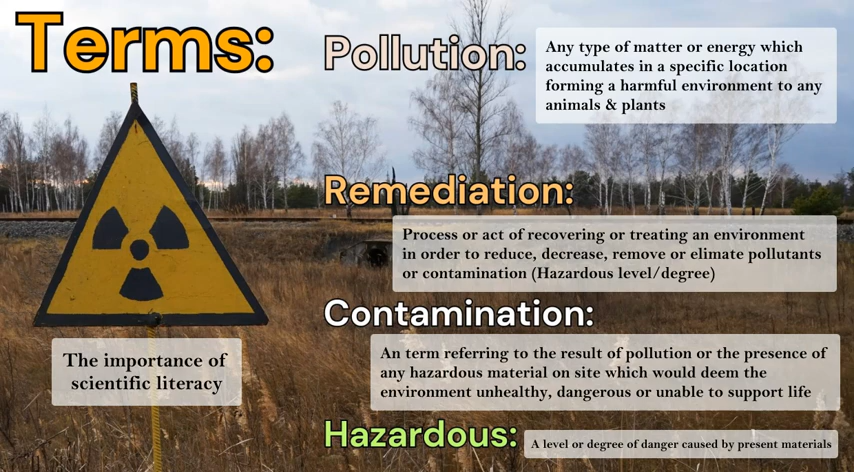 Terms:
Pollution:
Any type of matter or energy which
accumulates in a specific location
forming a harmful environment to any
animals & plants
Remediation:
Process or act of recovering or treating an environment
in order to reduce, decrease, remove or elimate pollutants
or contamination (Hazardous level/degree)
Contamination:
An term referring to the result of pollution or the presence of
any hazardous material on site which would deem the
environment unhealthy, dangerous or unable to support life
The importance of
scientific literacy
Hazardous:
A level or degree of danger caused by present materials